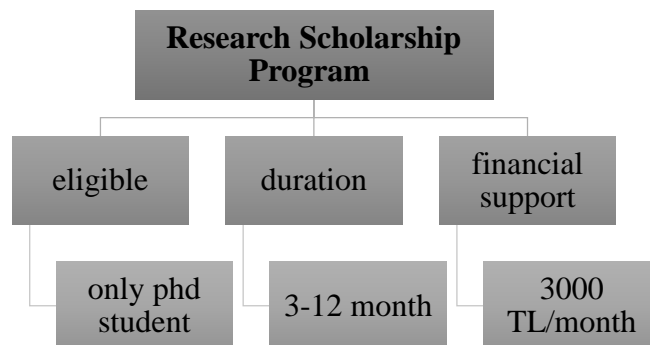 Research Scholarship
Program
eligible
duration
financial
support
only phd
student
3-12 month
3000
TL/month